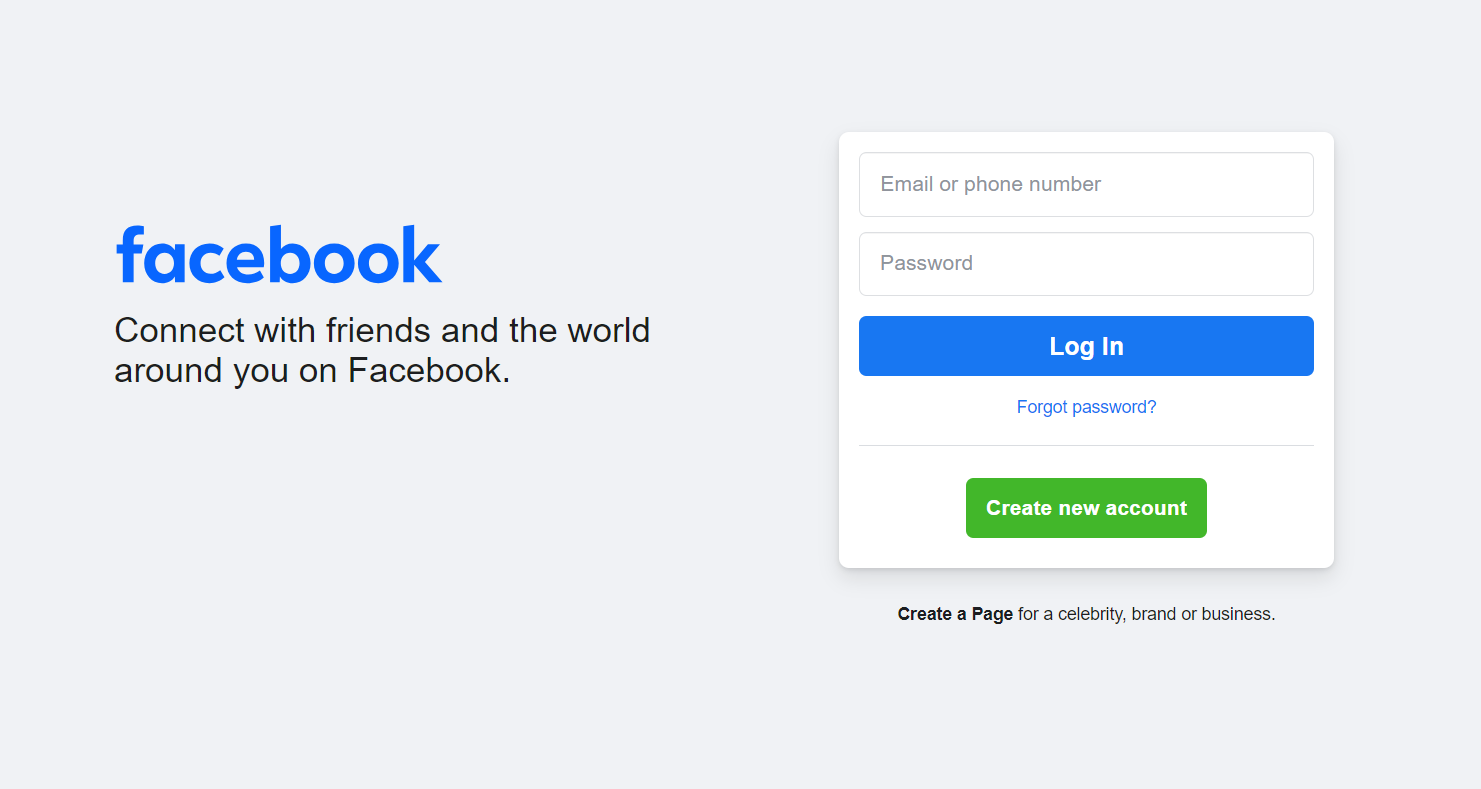 facebook
Connect with friends and the world
around you on Facebook.
Email or phone number
Password
Log In
Forgot password?
Create new account
Create a Page for a celebrity, brand or business.